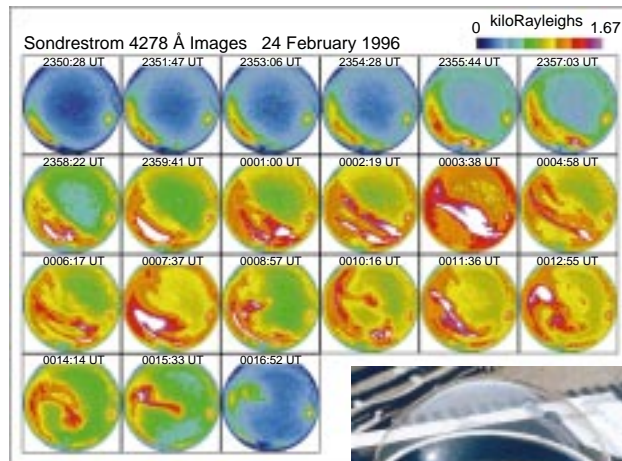 0 kiloRayleighs 1.67
Sondrestrom 4278 Å Images 24 February 1996
2350:28 UT 2351:47 UT 2353:06 UT 2354:28 UT 2355:44 UT 2357:03 UT
2358:22 UT 2359:41 UT 0001:00 UT 0002:19 UT 0003:38 UT 0004:58 UT
0006:17 UT 0007:37 UT 0008:57 UT 0010:16 UT 0011:36 UT 0012:55 UT
0014:14 UT 0015:33 UT 0016:52 UT